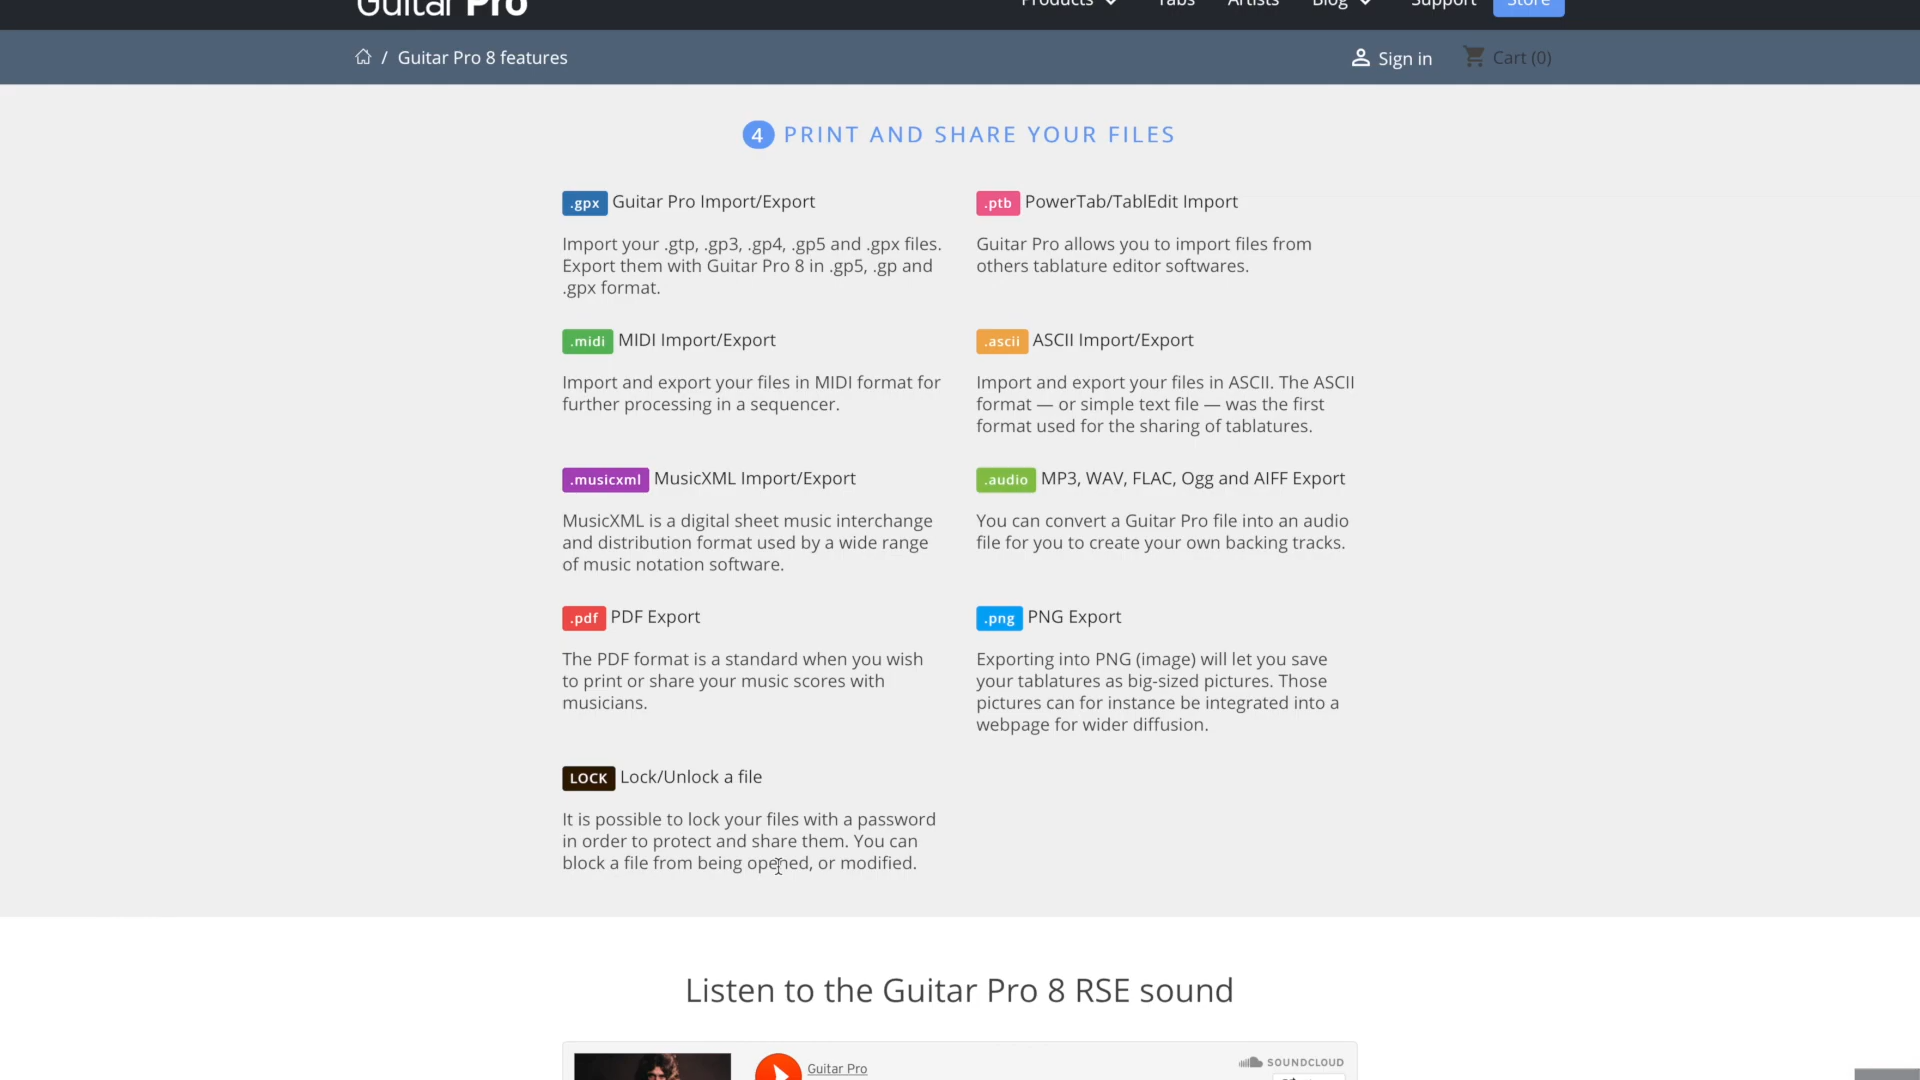 Guitar Pro
Products Tabs Artists Blog Support Store
/ Guitar Pro 8 features
Sign in Cart (0)
4 PRINT AND SHARE YOUR FILES
.gpx Guitar Pro Import/Export
Import your .gtp, .gp3, .gp4, .gp5 and .gpx files.
Export them with Guitar Pro 8 in .gp5, .gp and
.gpx format.
.ptb PowerTab/TablEdit Import
Guitar Pro allows you to import files from
others tablature editor softwares.
.midi MIDI Import/Export
Import and export your files in MIDI format for
further processing in a sequencer.
.ascii ASCII Import/Export
Import and export your files in ASCII. The ASCII
format — or simple text file — was the first
format used for the sharing of tablatures.
.musicxml MusicXML Import/Export
MusicXML is a digital sheet music interchange
and distribution format used by a wide range
of music notation software.
.audio MP3, WAV, FLAC, Ogg and AIFF Export
You can convert a Guitar Pro file into an audio
file for you to create your own backing tracks.
.pdf PDF Export
The PDF format is a standard when you wish
to print or share your music scores with
musicians.
.png PNG Export
Exporting into PNG (image) will let you save
your tablatures as big-sized pictures. Those
pictures can for instance be integrated into a
webpage for wider diffusion.
LOCK Lock/Unlock a file
It is possible to lock your files with a password
in order to protect and share them. You can
block a file from being opened, or modified.
Listen to the Guitar Pro 8 RSE sound
Guitar Pro
SOUNDCLOUD